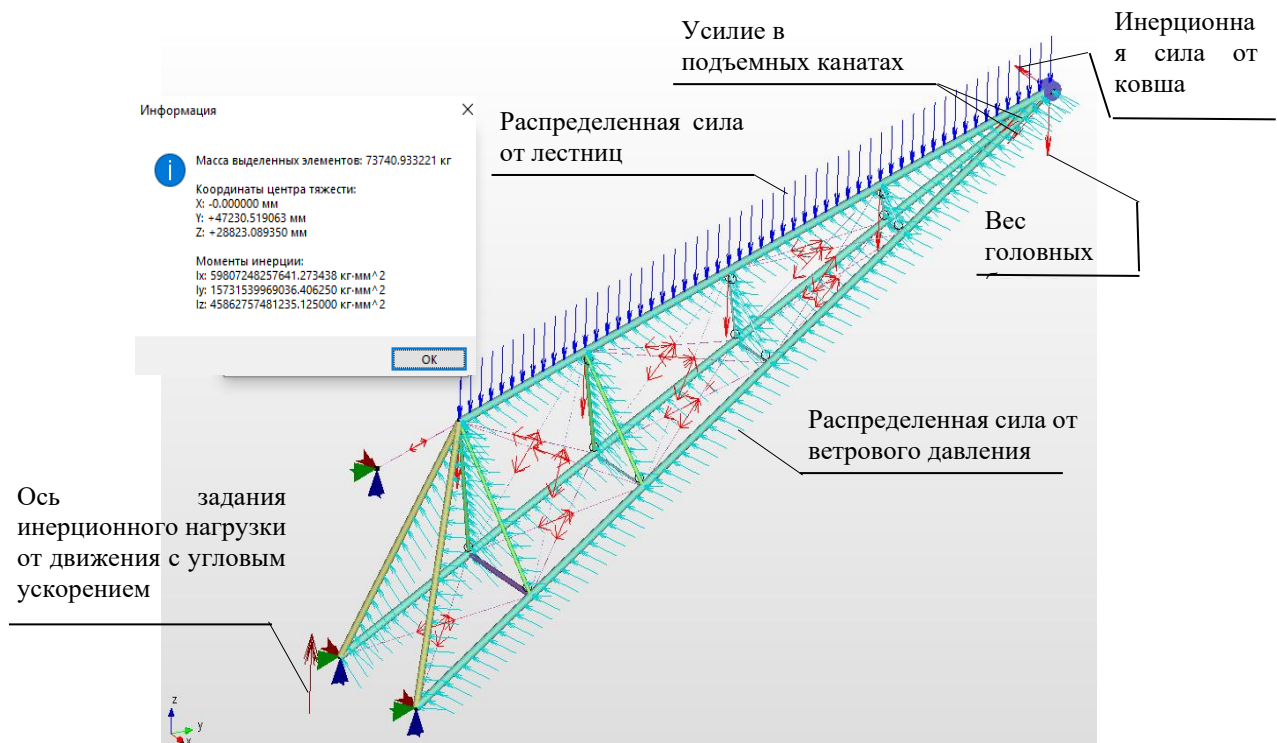 Усилие в
подъемных канатах
Инерционна
я сила от
ковша
Информация
Масса выделенных элементов: 73740.933221 кг
Координаты центра тяжести:
X: -0.000000 мм
Y: +47230.519063 мм
Z: +28823.089350 мм
Моменты инерции:
Ix: 59807248257641.273438 кг-мм^2
Iy: 15731539969036.406250 кг-мм^2
Iz: 45862757481235.125000 кг-мм^2
ОК
Распределенная сила
от лестниц
Вес
головных
Распределенная сила от
ветрового давления
Ось задания
инерционного нагрузки
от движения с угловым
ускорением
z
y
x